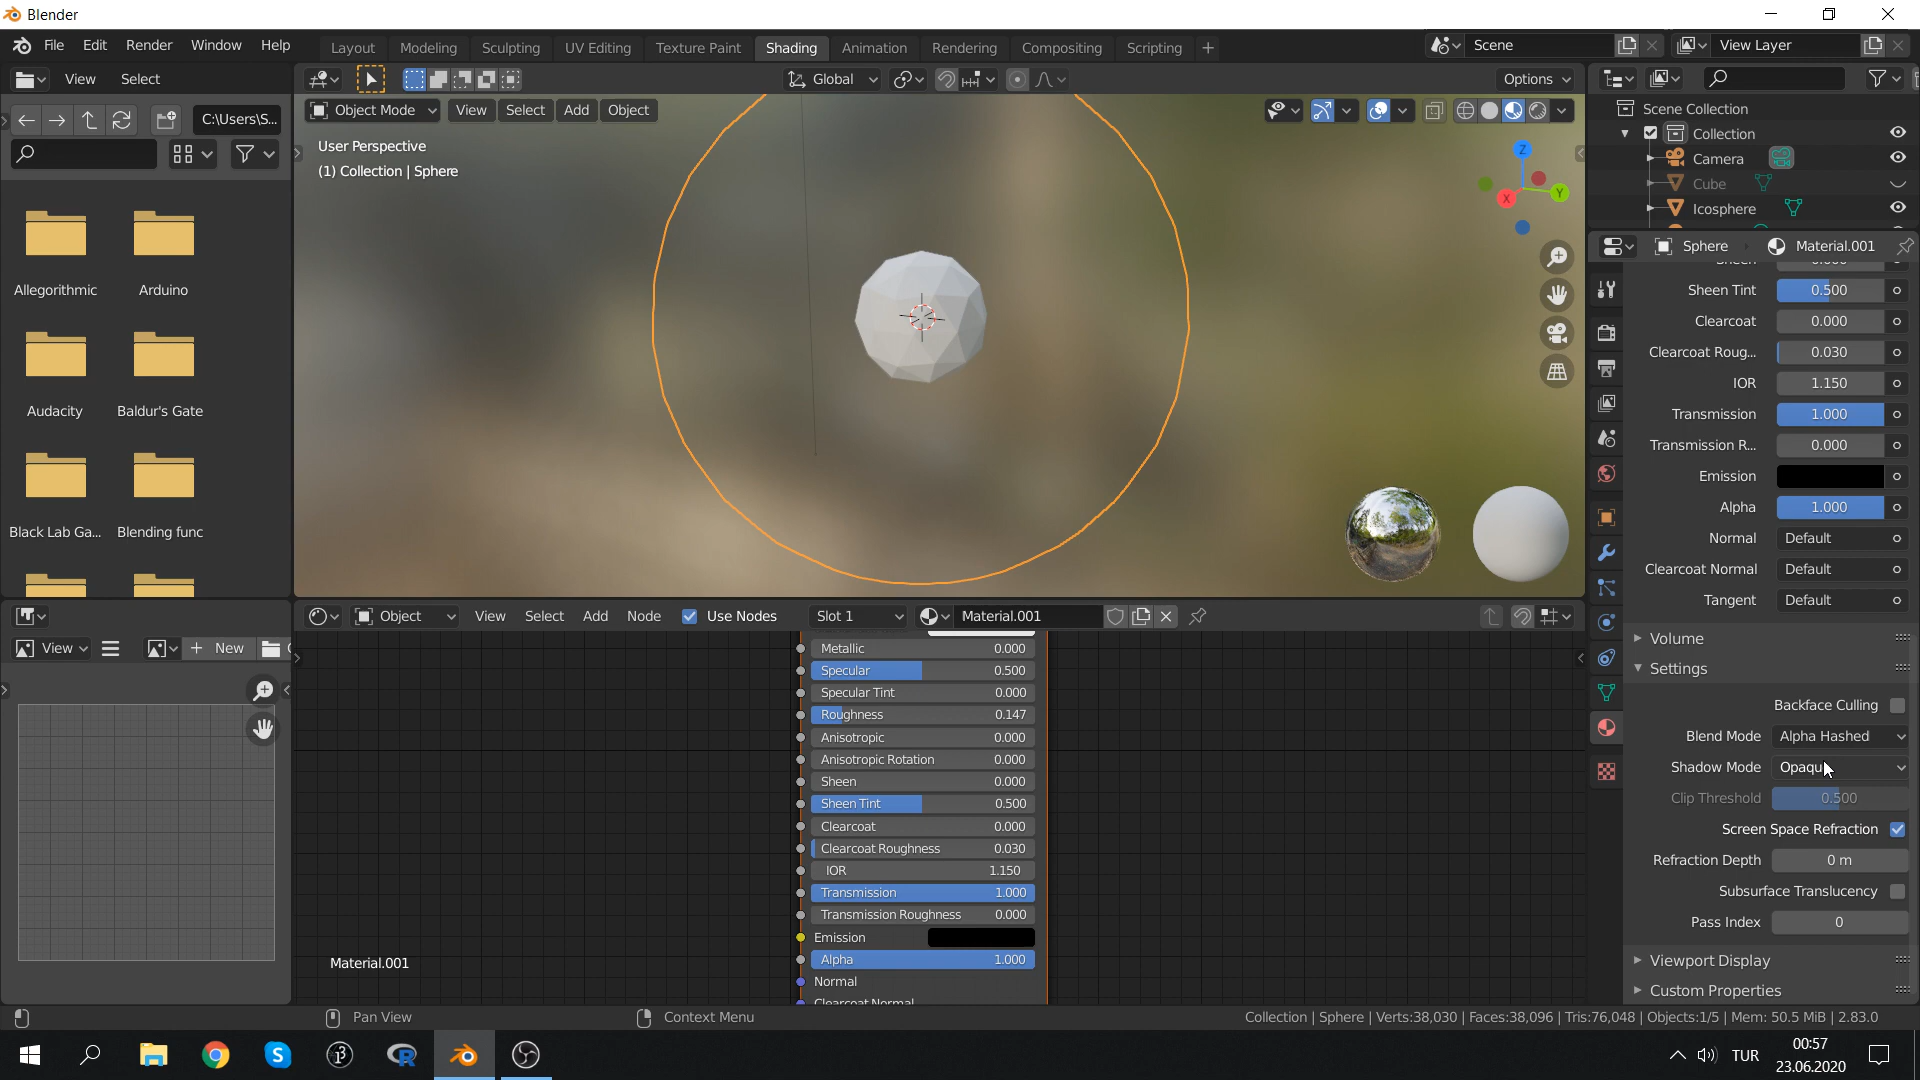 Blender
File Edit Render Window Help Layout Modeling Sculpting UV Editing Texture Paint Shading Animation Rendering Compositing Scripting + Scene View Layer
View Select Global Options
C:\Users\S...
Object Mode View Select Add Object
User Perspective
(1) Collection | Sphere
Z
Y
X
Allegorithmic Arduino
Audacity Baldur's Gate
Black Lab Ga... Blending func
Scene Collection
Collection
Camera
Cube
Icosphere
Sphere Material.001
Sheen 0.000
Sheen Tint 0.500
Clearcoat 0.000
Clearcoat Roug... 0.030
IOR 1.150
Transmission 1.000
Transmission R... 0.000
Emission
Alpha 1.000
Normal Default
Clearcoat Normal Default
Tangent Default
Volume
Settings
Backface Culling
Blend Mode Alpha Hashed
Shadow Mode Opaqu
Clip Threshold 0.500
Screen Space Refraction
Refraction Depth 0 m
Subsurface Translucency
Pass Index 0
Viewport Display
Custom Properties
View + New
Object View Select Add Node Use Nodes Slot 1 Material.001
Metallic 0.000
Specular 0.500
Specular Tint 0.000
Roughness 0.147
Anisotropic 0.000
Anisotropic Rotation 0.000
Sheen 0.000
Sheen Tint 0.500
Clearcoat 0.000
Clearcoat Roughness 0.030
IOR 1.150
Transmission 1.000
Transmission Roughness 0.000
Emission
Alpha 1.000
Normal
Clearcoat Normal
Material.001
Pan View Context Menu Collection | Sphere | Verts:38,030 | Faces:38,096 | Tris:76,048 | Objects:1/5 | Mem: 50.5 MiB | 2.83.0
TUR 00:57
23.06.2020